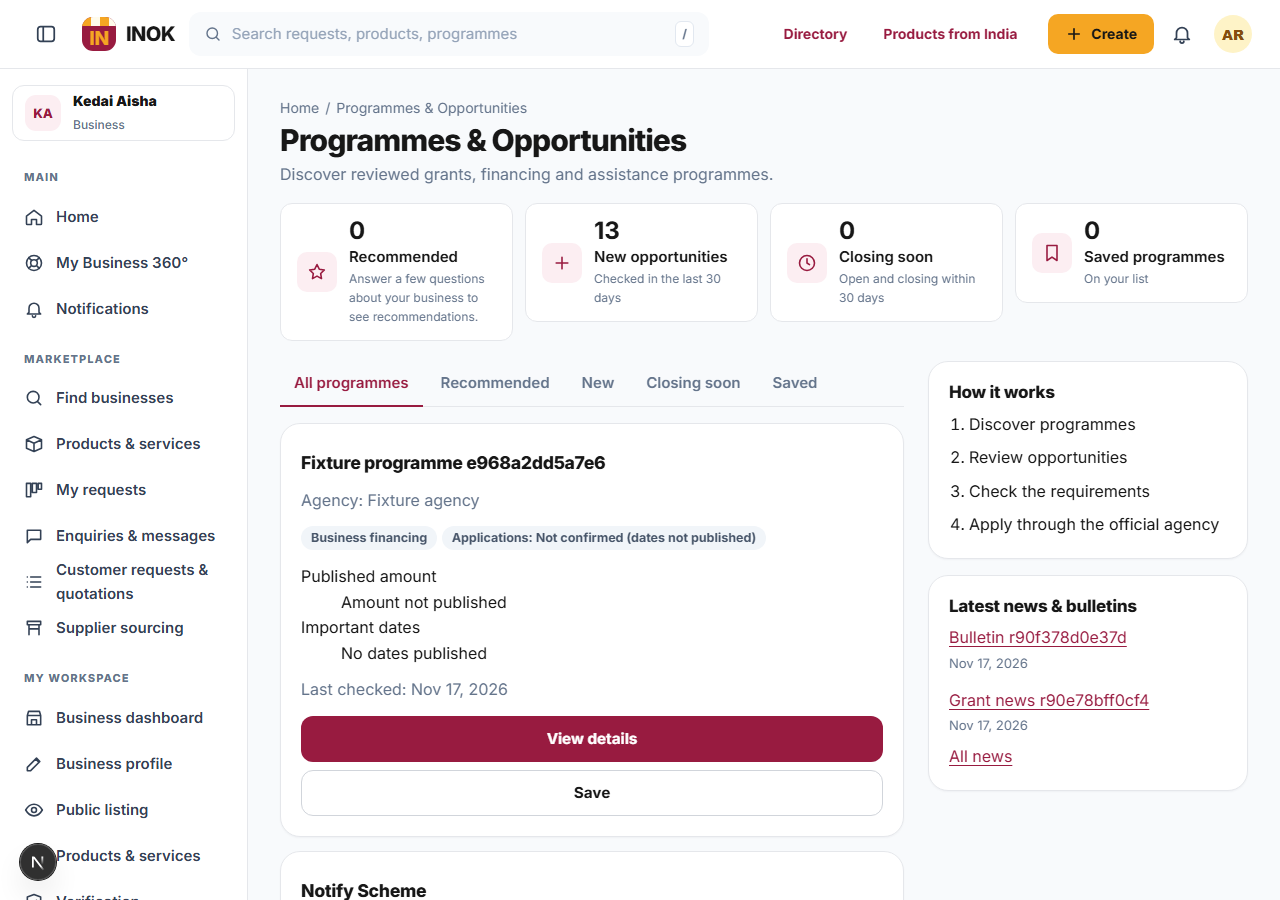 IN INOK
Search requests, products, programmes /
Directory
Products from India
+ Create
AR
KA
Kedai Aisha
Business
MAIN
Home
My Business 360°
Notifications
MARKETPLACE
Find businesses
Products & services
My requests
Enquiries & messages
Customer requests &
quotations
Supplier sourcing
MY WORKSPACE
Business dashboard
Business profile
Public listing
Products & services
Verification
N
Home / Programmes & Opportunities
Programmes & Opportunities
Discover reviewed grants, financing and assistance programmes.
0
Recommended
Answer a few questions
about your business to
see recommendations.
13
New opportunities
Checked in the last 30
days
0
Closing soon
Open and closing within
30 days
0
Saved programmes
On your list
All programmes
Recommended
New
Closing soon
Saved
Fixture programme e968a2dd5a7e6
Agency: Fixture agency
Business financing
Applications: Not confirmed (dates not published)
Published amount
Amount not published
Important dates
No dates published
Last checked: Nov 17, 2026
View details
Save
Notify Scheme
How it works
1. Discover programmes
2. Review opportunities
3. Check the requirements
4. Apply through the official agency
Latest news & bulletins
Bulletin r90f378d0e37d
Nov 17, 2026
Grant news r90e78bff0cf4
Nov 17, 2026
All news